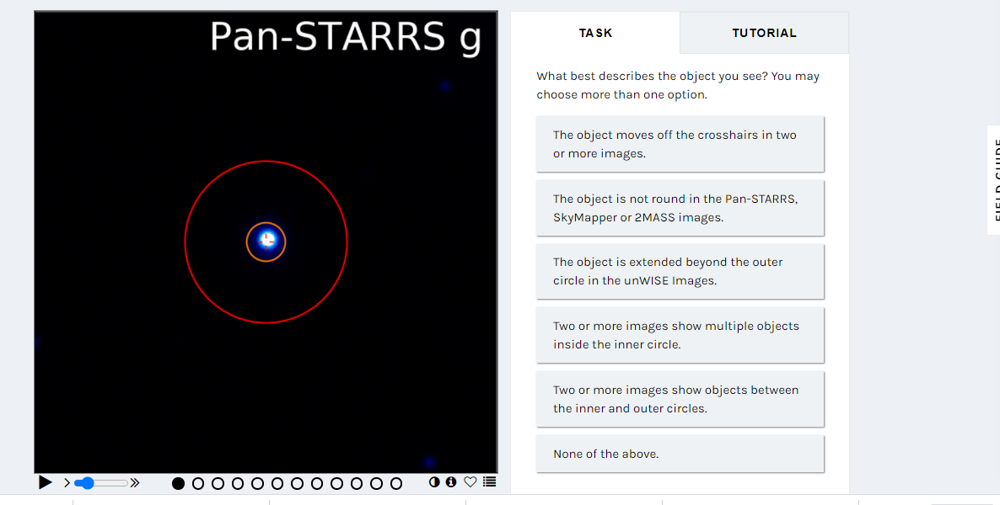 Pan-STARRS g
TASK
TUTORIAL
What best describes the object you see? You may
choose more than one option.
The object moves off the crosshairs in two
or more images.
The object is not round in the Pan-STARRS,
SkyMapper or 2MASS images.
The object is extended beyond the outer
circle in the unWISE Images.
Two or more images show multiple objects
inside the inner circle.
Two or more images show objects between
the inner and outer circles.
None of the above.
FIELD GUIDE